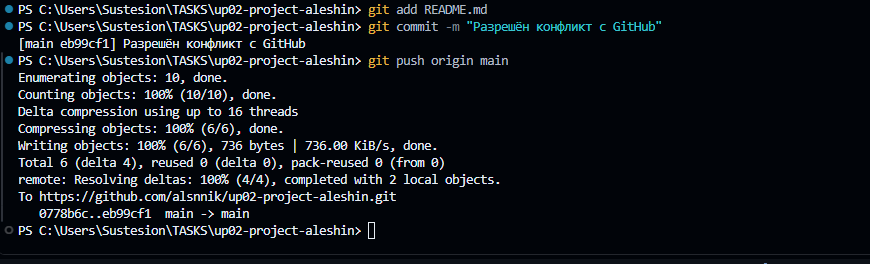 PS C:\Users\Sustesion\TASKS\up02-project-aleshin> git add README.md
PS C:\Users\Sustesion\TASKS\up02-project-aleshin> git commit -m "Разрешён конфликт с GitHub"
[main eb99cf1] Разрешён конфликт с GitHub
PS C:\Users\Sustesion\TASKS\up02-project-aleshin> git push origin main
Enumerating objects: 10, done.
Counting objects: 100% (10/10), done.
Delta compression using up to 16 threads
Compressing objects: 100% (6/6), done.
Writing objects: 100% (6/6), 736 bytes | 736.00 KiB/s, done.
Total 6 (delta 4), reused 0 (delta 0), pack-reused 0 (from 0)
remote: Resolving deltas: 100% (4/4), completed with 2 local objects.
To https://github.com/alsnnik/up02-project-aleshin.git
   0778b6c..eb99cf1  main -> main
PS C:\Users\Sustesion\TASKS\up02-project-aleshin>